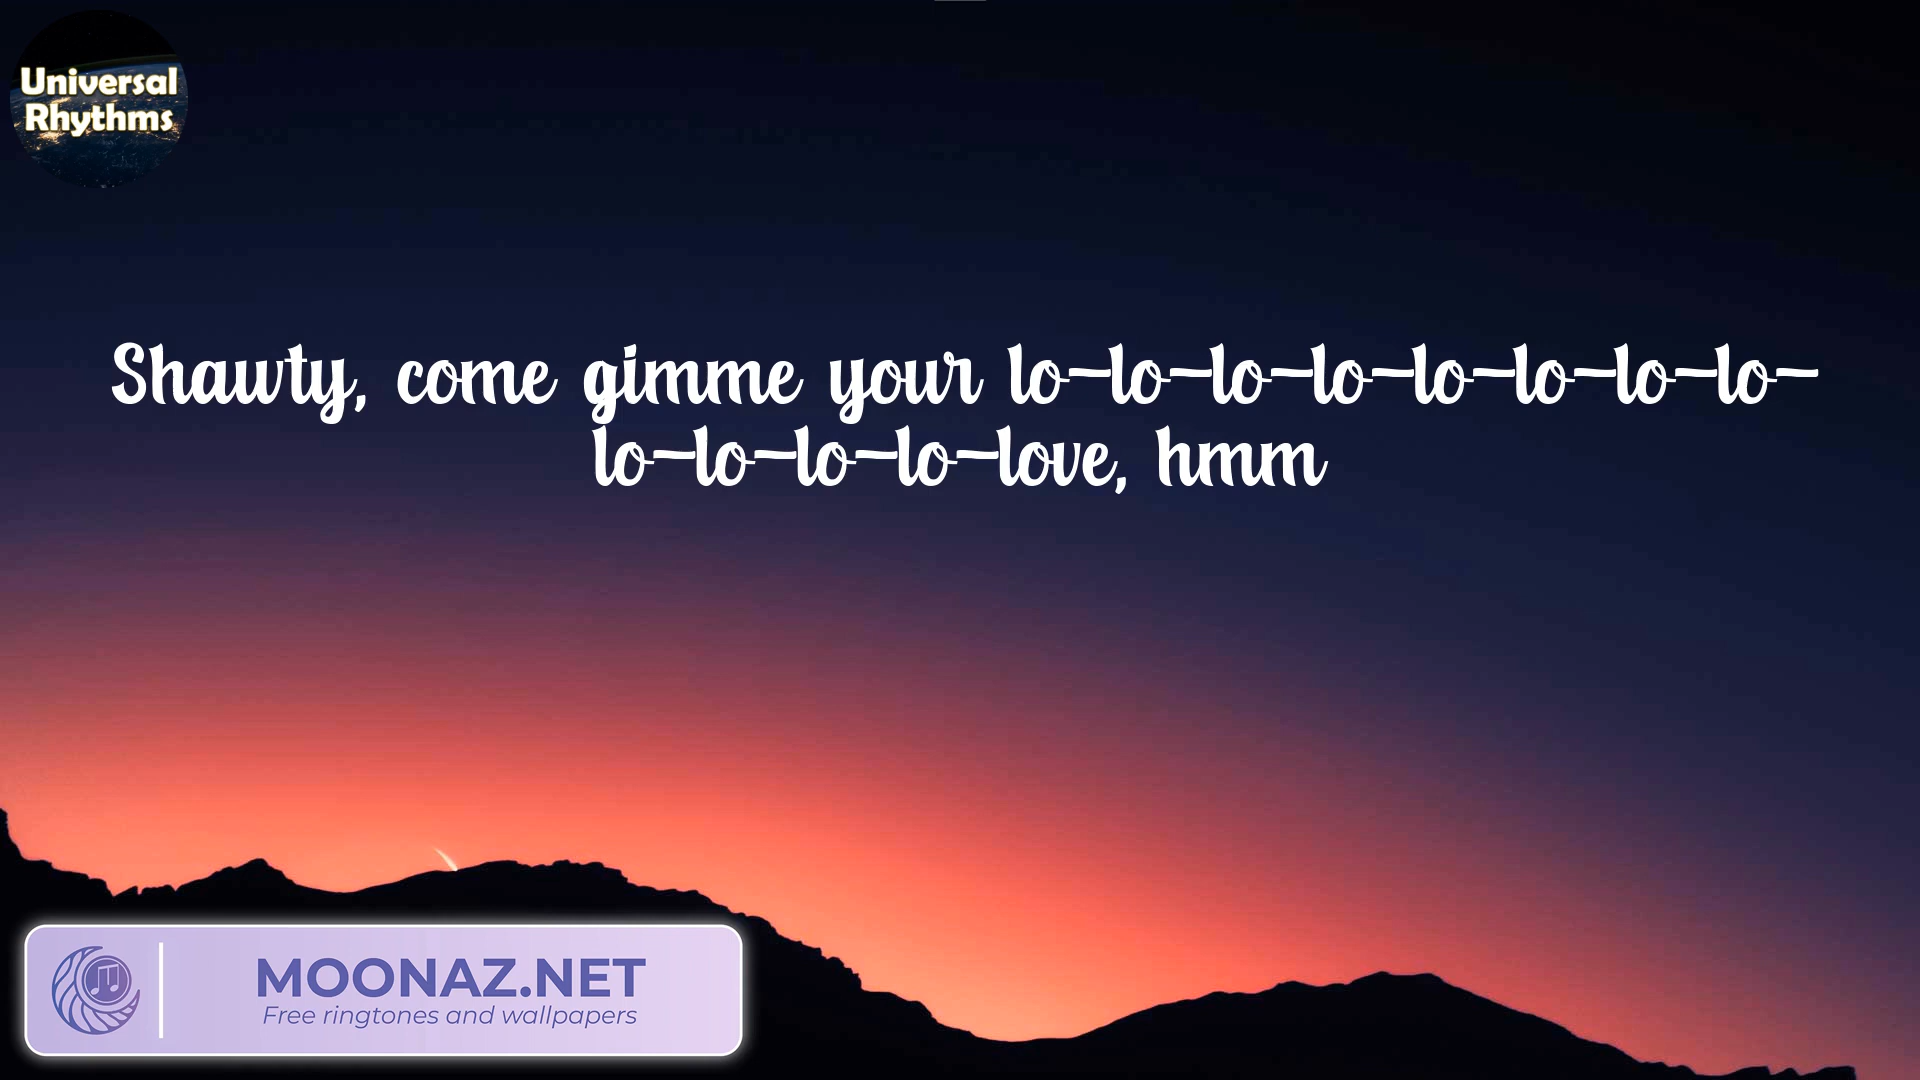 Universal
Rhythms
Shawty, come gimme your lo-lo-lo-lo-lo-lo-lo-lo-
lo-lo-lo-lo-love, hmm
MOONAZ.NET
Free ringtones and wallpapers